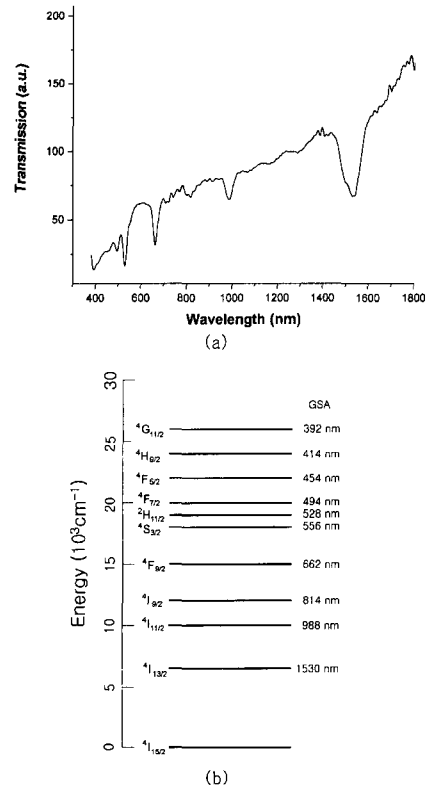 200
150
100
50
Transmission (a.u.)
400 600 800 1000 1200 1400 1600 1800
Wavelength (nm)
(a)
30
25
20
15
10
5
0
Energy (10³cm⁻¹)
GSA
⁴G₁₁/₂ 392 nm
⁴H₉/₂ 414 nm
⁴F₅/₂ 454 nm
⁴F₇/₂ 494 nm
²H₁₁/₂ 528 nm
⁴S₃/₂ 556 nm
⁴F₉/₂ 662 nm
⁴I₉/₂ 814 nm
⁴I₁₁/₂ 988 nm
⁴I₁₃/₂ 1530 nm
⁴I₁₅/₂
(b)